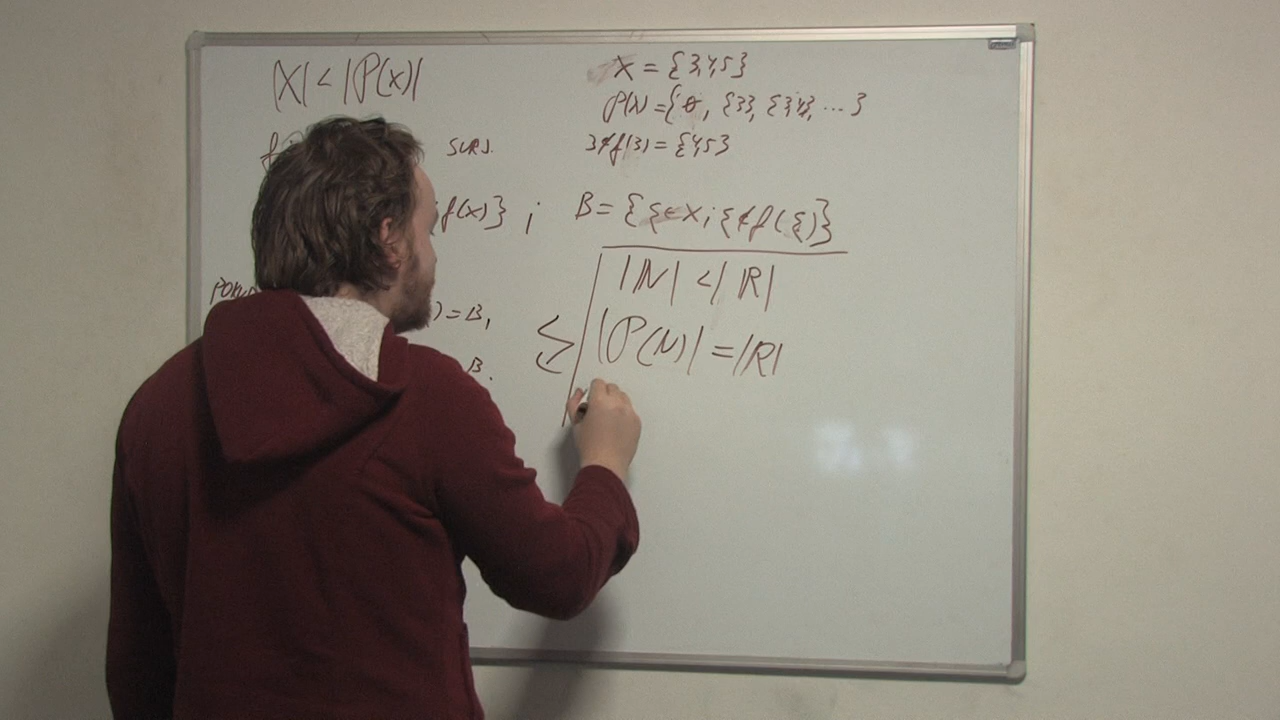 |X| < |P(X)|
SURJ.
f(x)} ; B = {ξ∈X; ξ∉f(ξ)}
) = B,
B.
X = {3,4,5}
P(X) = {∅, {3}, {3,4}, ... }
3∉f(3) = {4,5}
|ℕ| < |ℝ|
|P(ℕ)| = |ℝ|